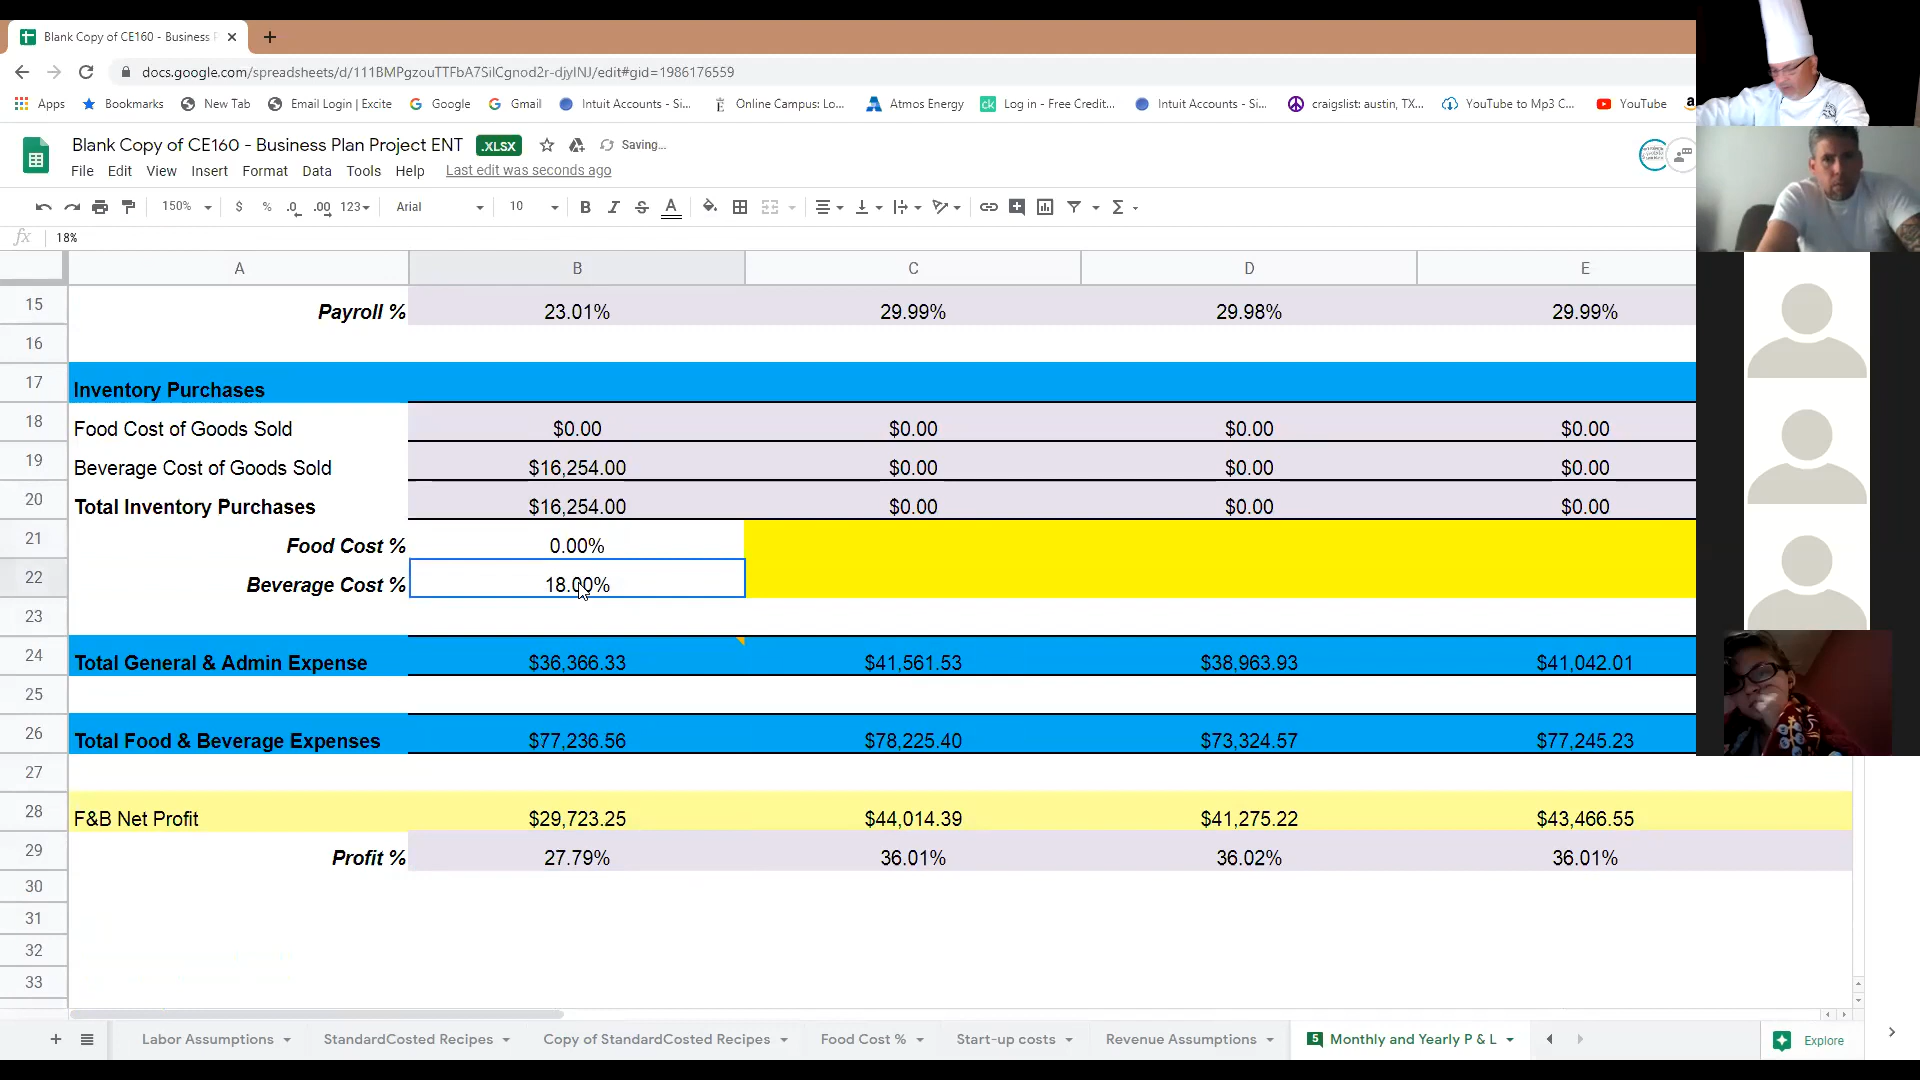 Blank Copy of CE160 - Business P
docs.google.com/spreadsheets/d/111BMPgzouTTFbA7SilCgnod2r-djyINJ/edit#gid=1986176559
Apps Bookmarks New Tab Email Login | Excite Google Gmail Intuit Accounts - Si... Online Campus: Lo... Atmos Energy Log in - Free Credit... Intuit Accounts - Si... craigslist: austin, TX... YouTube to Mp3 C... YouTube
Blank Copy of CE160 - Business Plan Project ENT .XLSX Saving...
File Edit View Insert Format Data Tools Help Last edit was seconds ago
150% $ % .0 .00 123 Arial 10 B I S A
fx 18%
A B C D E
15 Payroll % 23.01% 29.99% 29.98% 29.99%
16
17 Inventory Purchases
18 Food Cost of Goods Sold $0.00 $0.00 $0.00 $0.00
19 Beverage Cost of Goods Sold $16,254.00 $0.00 $0.00 $0.00
20 Total Inventory Purchases $16,254.00 $0.00 $0.00 $0.00
21 Food Cost % 0.00%
22 Beverage Cost % 18.00%
23
24 Total General & Admin Expense $36,366.33 $41,561.53 $38,963.93 $41,042.01
25
26 Total Food & Beverage Expenses $77,236.56 $78,225.40 $73,324.57 $77,245.23
27
28 F&B Net Profit $29,723.25 $44,014.39 $41,275.22 $43,466.55
29 Profit % 27.79% 36.01% 36.02% 36.01%
30
31
32
33
Labor Assumptions StandardCosted Recipes Copy of StandardCosted Recipes Food Cost % Start-up costs Revenue Assumptions 5 Monthly and Yearly P & L Explore